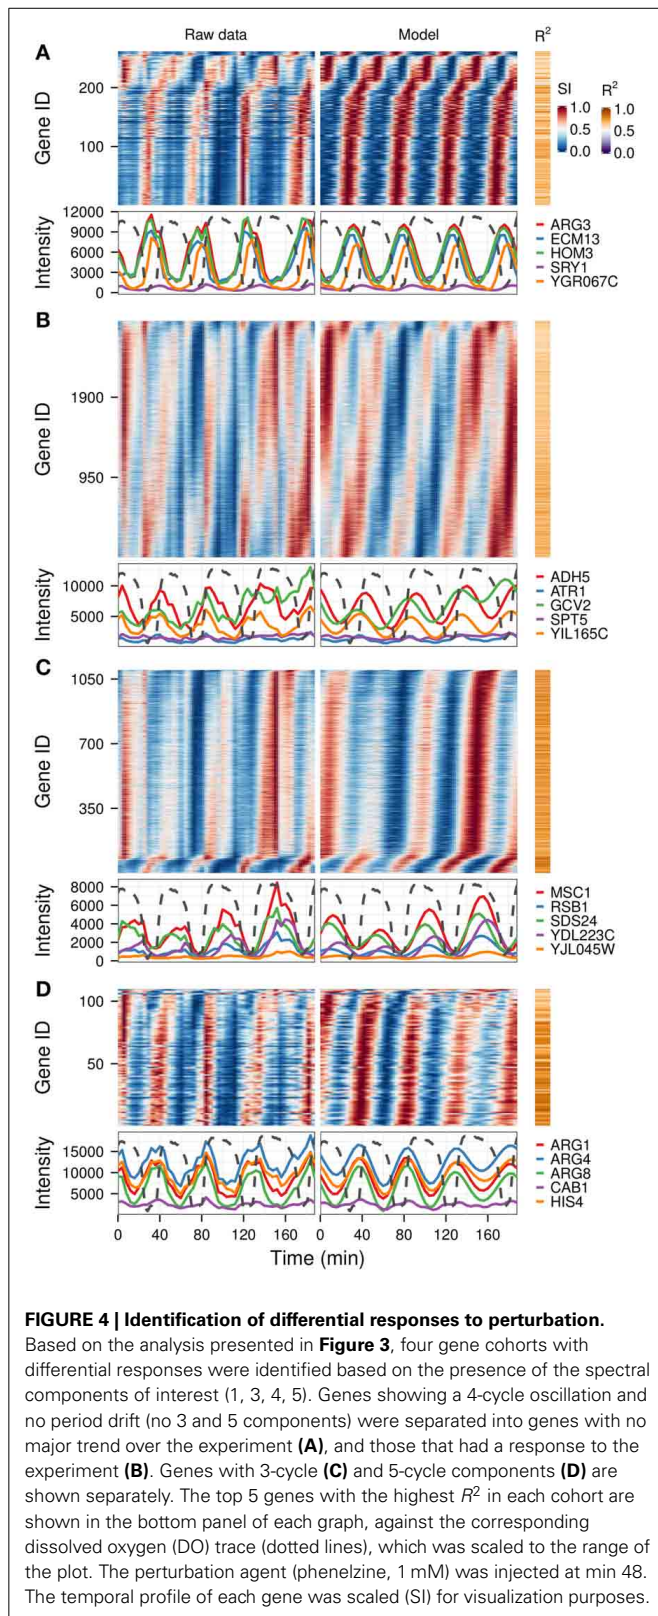 Raw data Model R²
A
Gene ID
200
100
SI R²
1.0 1.0
0.5 0.5
0.0 0.0
Intensity
12000
9000
6000
3000
0
ARG3
ECM13
HOM3
SRY1
YGR067C
B
Gene ID
1900
950
Intensity
10000
5000
ADH5
ATR1
GCV2
SPT5
YIL165C
C
Gene ID
1050
700
350
Intensity
8000
6000
4000
2000
0
MSC1
RSB1
SDS24
YDL223C
YJL045W
D
Gene ID
100
50
Intensity
15000
10000
5000
ARG1
ARG4
ARG8
CAB1
HIS4
0 40 80 120 160 0 40 80 120 160
Time (min)
FIGURE 4 | Identification of differential responses to perturbation.
Based on the analysis presented in Figure 3, four gene cohorts with
differential responses were identified based on the presence of the spectral
components of interest (1, 3, 4, 5). Genes showing a 4-cycle oscillation and
no period drift (no 3 and 5 components) were separated into genes with no
major trend over the experiment (A), and those that had a response to the
experiment (B). Genes with 3-cycle (C) and 5-cycle components (D) are
shown separately. The top 5 genes with the highest R² in each cohort are
shown in the bottom panel of each graph, against the corresponding
dissolved oxygen (DO) trace (dotted lines), which was scaled to the range of
the plot. The perturbation agent (phenelzine, 1 mM) was injected at min 48.
The temporal profile of each gene was scaled (SI) for visualization purposes.